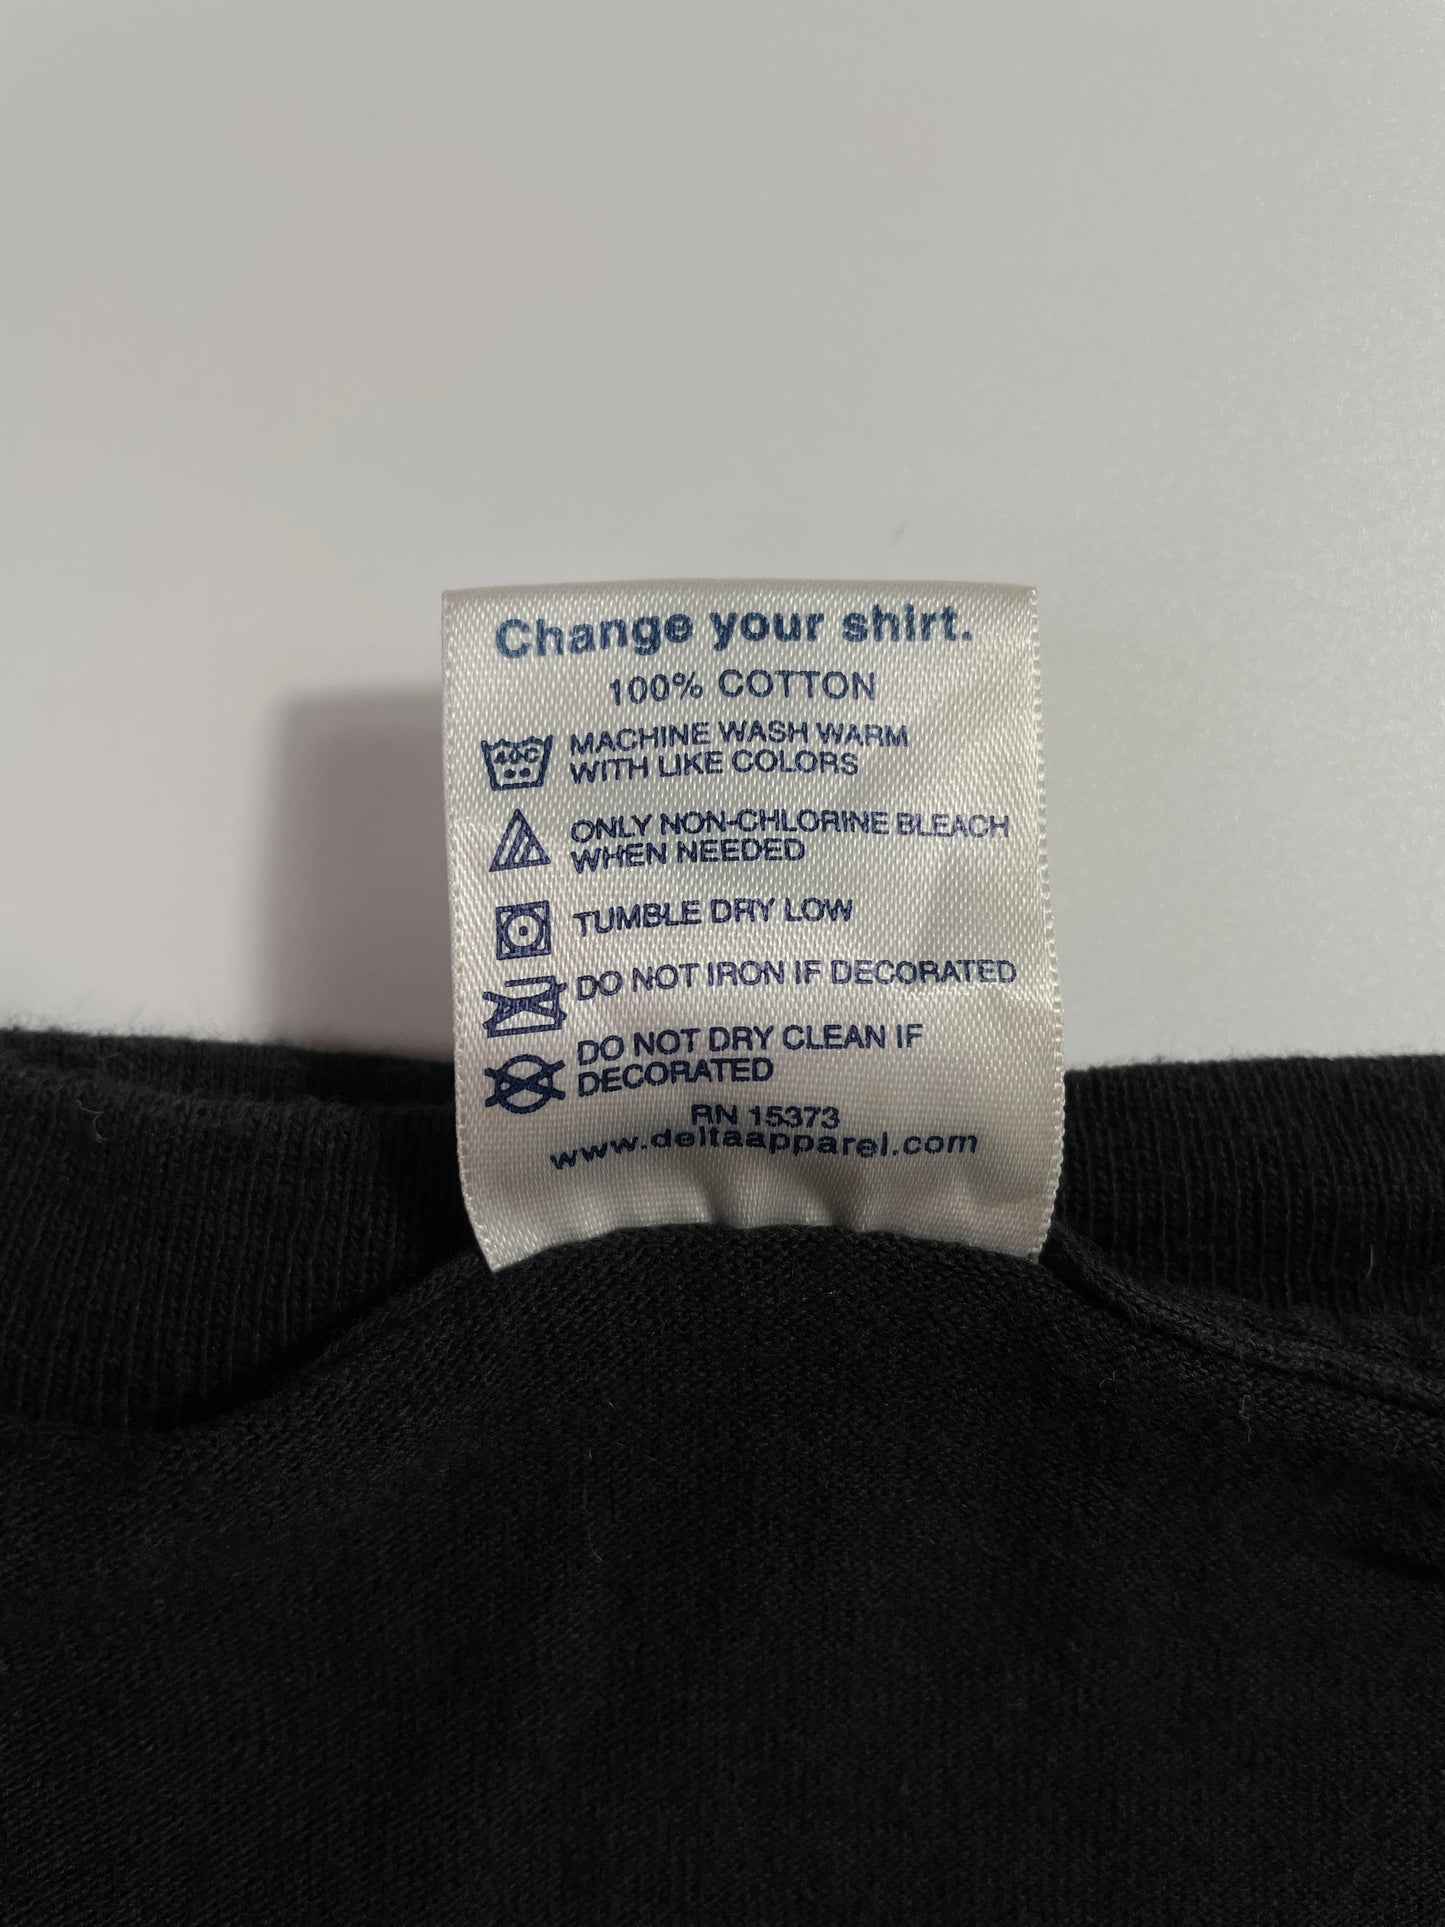 Change your shirt.
100% COTTON
40C
MACHINE WASH WARM
WITH LIKE COLORS
ONLY NON-CHLORINE BLEACH
WHEN NEEDED
TUMBLE DRY LOW
DO NOT IRON IF DECORATED
DO NOT DRY CLEAN IF
DECORATED
RN 15373
www.deltaapparel.com